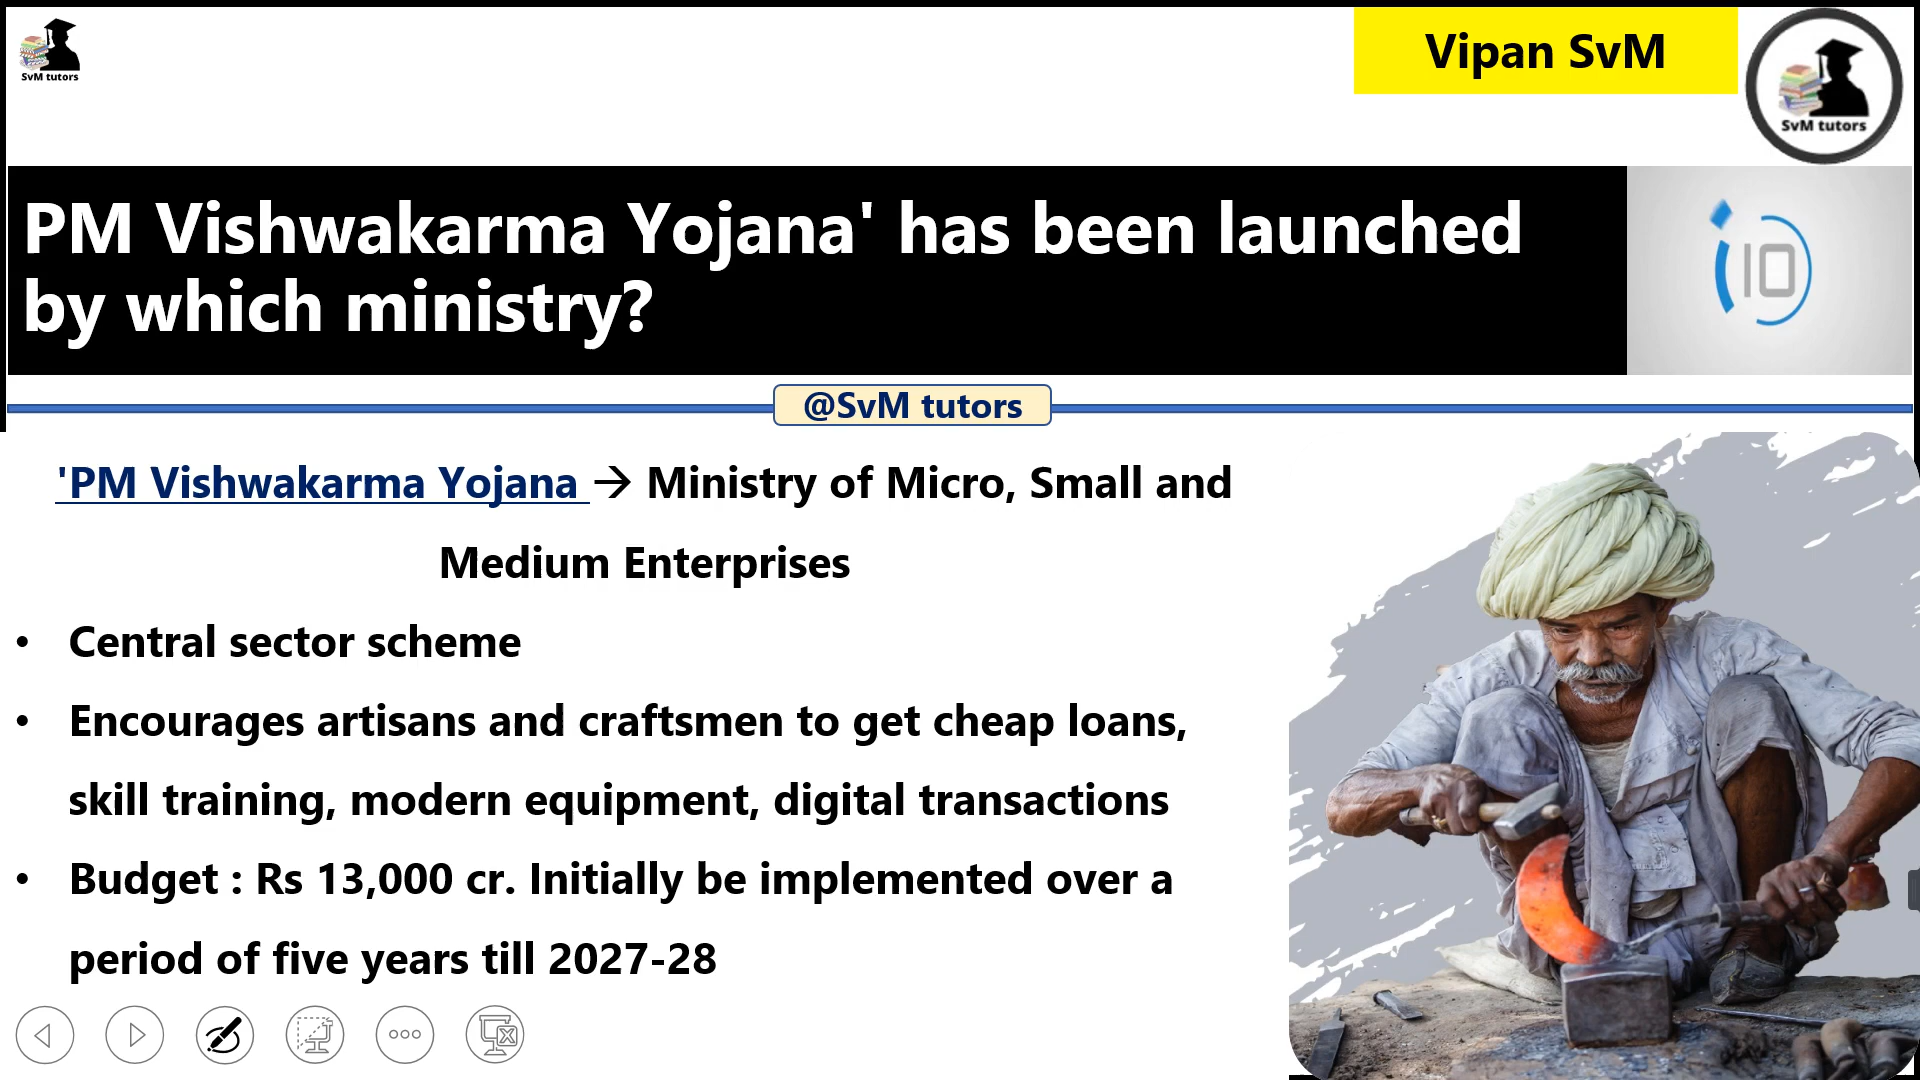 SvM tutors
Vipan SvM
SvM tutors
PM Vishwakarma Yojana' has been launched
by which ministry?
10
@SvM tutors
'PM Vishwakarma Yojana → Ministry of Micro, Small and
Medium Enterprises
• Central sector scheme
• Encourages artisans and craftsmen to get cheap loans,
skill training, modern equipment, digital transactions
• Budget : Rs 13,000 cr. Initially be implemented over a
period of five years till 2027-28